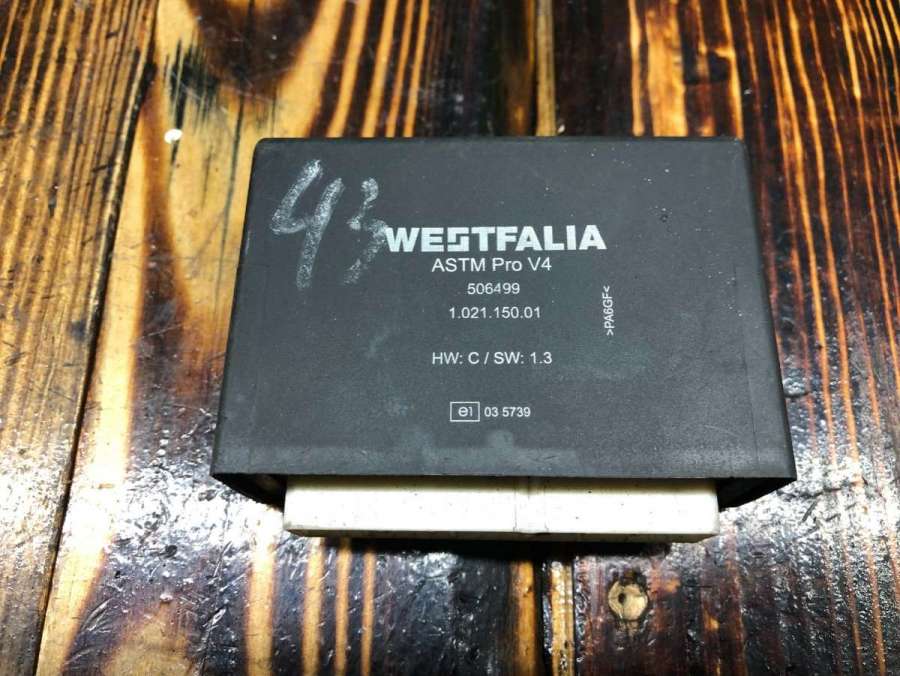 43
WESTFALIA
ASTM Pro V4
506499
1.021.150.01
>PA6GF<
HW: C / SW: 1.3
e1 03 5739